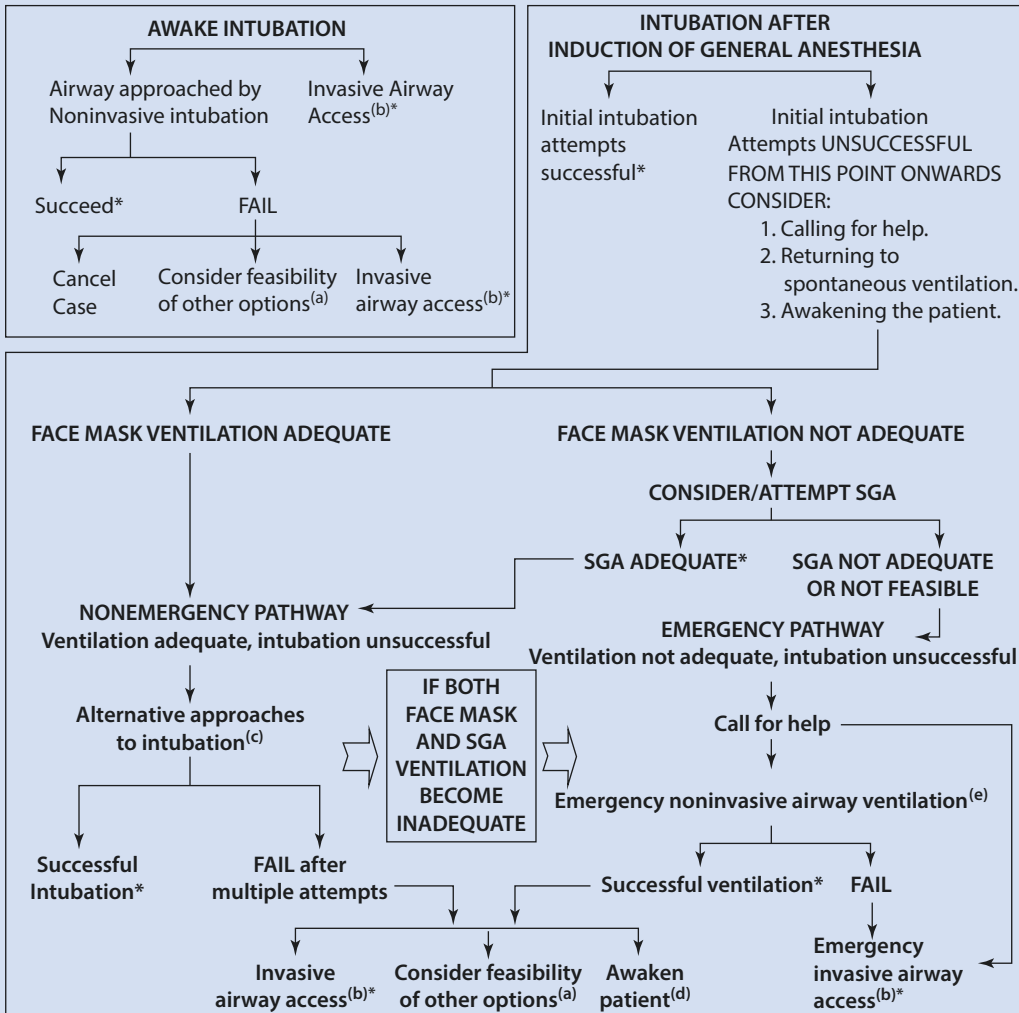 AWAKE INTUBATION
Airway approached by
Noninvasive intubation
Invasive Airway
Access(b)*
Succeed*
FAIL
Cancel
Case
Consider feasibility
of other options(a)
Invasive
airway access(b)*
INTUBATION AFTER
INDUCTION OF GENERAL ANESTHESIA
Initial intubation
attempts
successful*
Initial intubation
Attempts UNSUCCESSFUL
FROM THIS POINT ONWARDS
CONSIDER:
1. Calling for help.
2. Returning to
spontaneous ventilation.
3. Awakening the patient.
FACE MASK VENTILATION ADEQUATE
FACE MASK VENTILATION NOT ADEQUATE
CONSIDER/ATTEMPT SGA
SGA ADEQUATE*
SGA NOT ADEQUATE
OR NOT FEASIBLE
NONEMERGENCY PATHWAY
Ventilation adequate, intubation unsuccessful
EMERGENCY PATHWAY
Ventilation not adequate, intubation unsuccessful
Alternative approaches
to intubation(c)
IF BOTH
FACE MASK
AND SGA
VENTILATION
BECOME
INADEQUATE
Call for help
Emergency noninvasive airway ventilation(e)
Successful
Intubation*
FAIL after
multiple attempts
Successful ventilation*
FAIL
Invasive
airway access(b)*
Consider feasibility
of other options(a)
Awaken
patient(d)
Emergency
invasive airway
access(b)*